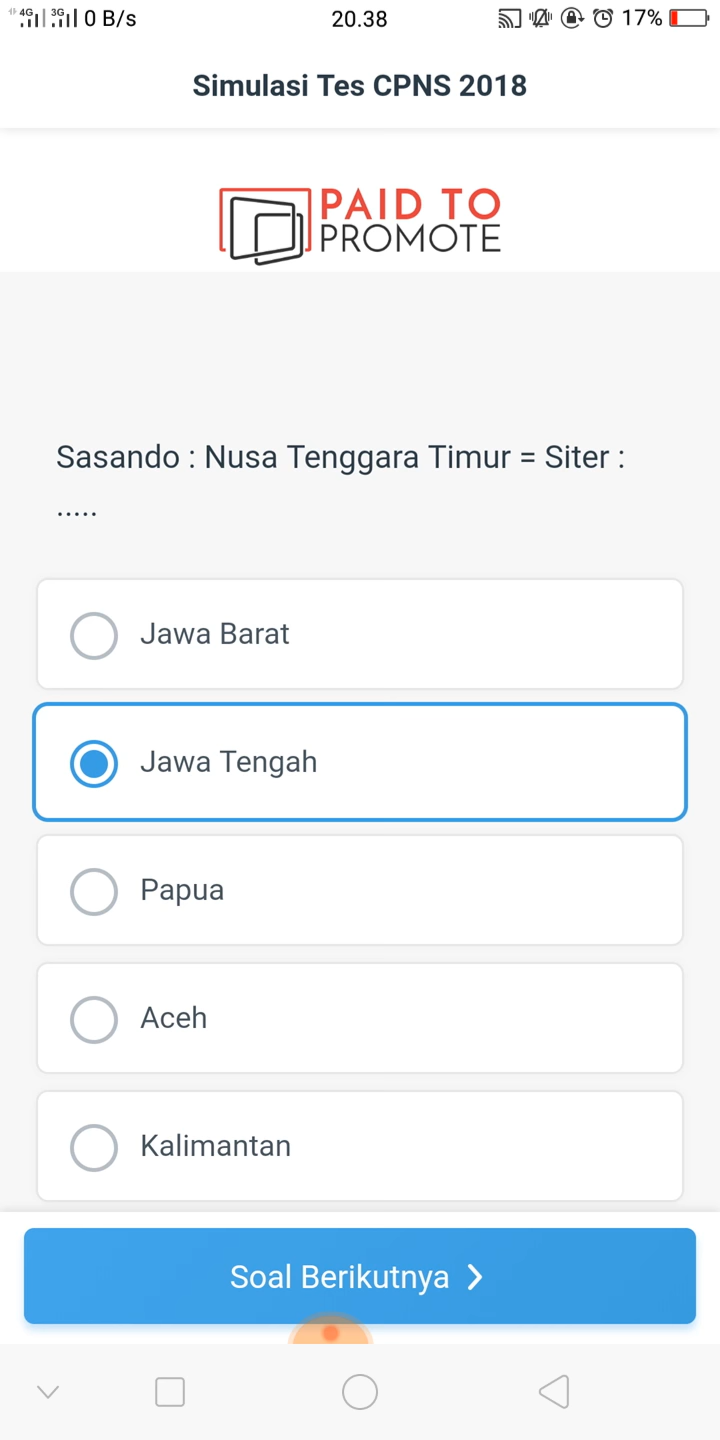 4G 3G 0 B/s 20.38 17%
Simulasi Tes CPNS 2018
PAID TO
PROMOTE
Sasando : Nusa Tenggara Timur = Siter :
.....
Jawa Barat
Jawa Tengah
Papua
Aceh
Kalimantan
Soal Berikutnya